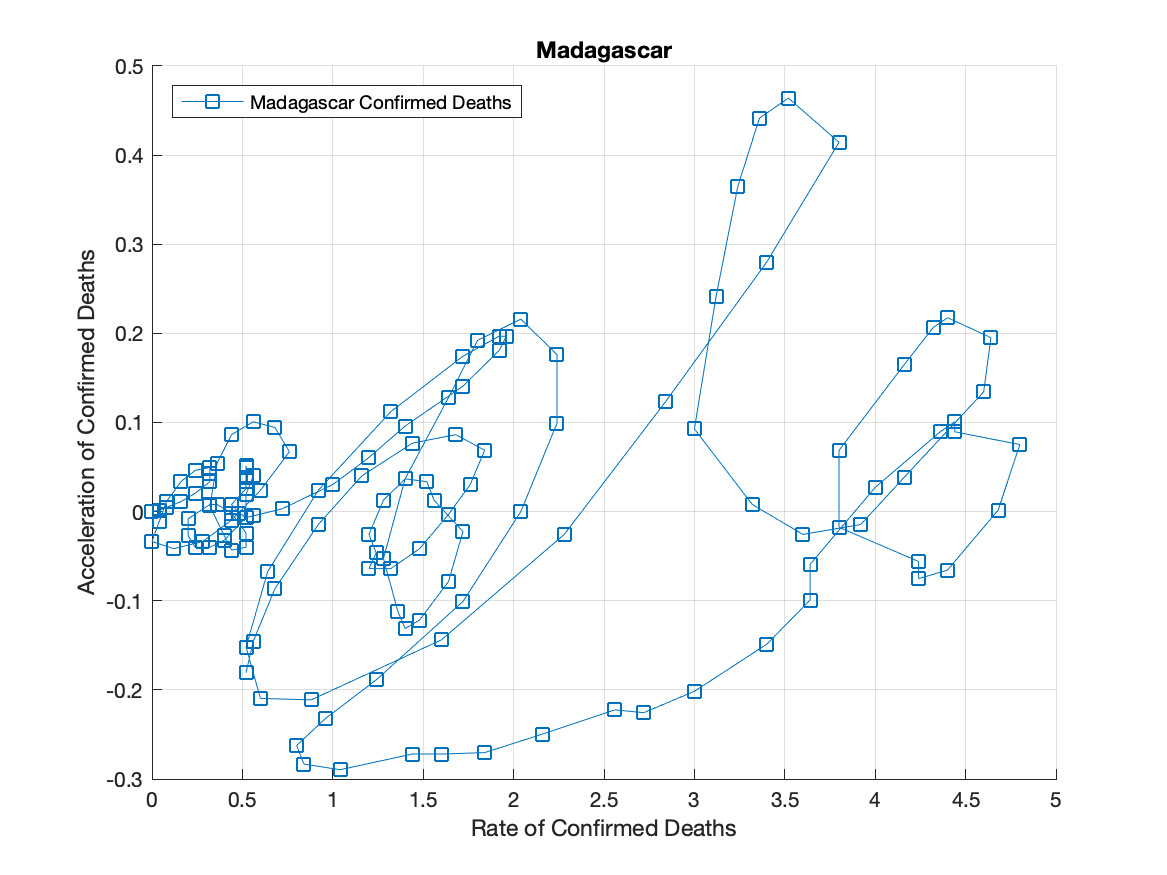 Madagascar
0.5
Madagascar Confirmed Deaths
0.4
0.3
0.2
0.1
0
-0.1
-0.2
-0.3
Acceleration of Confirmed Deaths
0 0.5 1 1.5 2 2.5 3 3.5 4 4.5 5
Rate of Confirmed Deaths